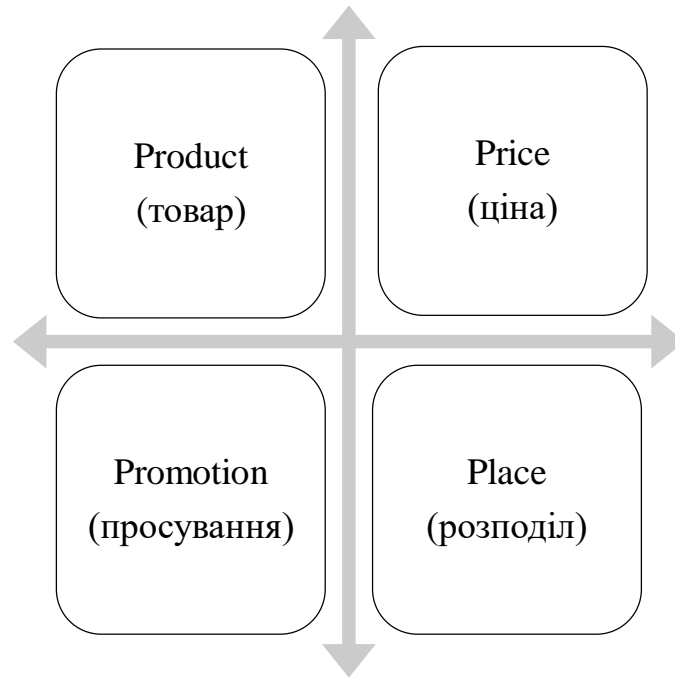 Product
(товар)
Price
(ціна)
Promotion
(просування)
Place
(розподіл)